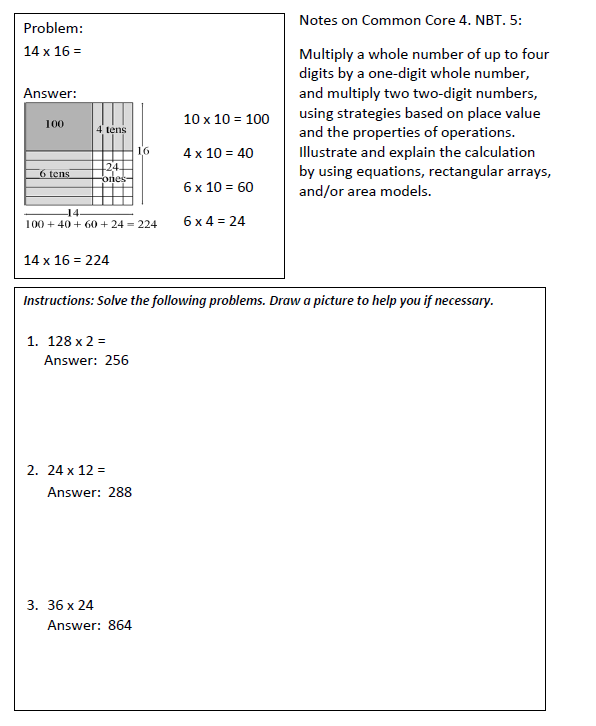 Problem:
14 x 16 =
Answer:
100
4 tens
16
6 tens
24
ones
14
100 + 40 + 60 + 24 = 224
10 x 10 = 100
4 x 10 = 40
6 x 10 = 60
6 x 4 = 24
14 x 16 = 224
Notes on Common Core 4. NBT. 5:
Multiply a whole number of up to four
digits by a one-digit whole number,
and multiply two two-digit numbers,
using strategies based on place value
and the properties of operations.
Illustrate and explain the calculation
by using equations, rectangular arrays,
and/or area models.
Instructions: Solve the following problems. Draw a picture to help you if necessary.
1. 128 x 2 =
Answer: 256
2. 24 x 12 =
Answer: 288
3. 36 x 24
Answer: 864